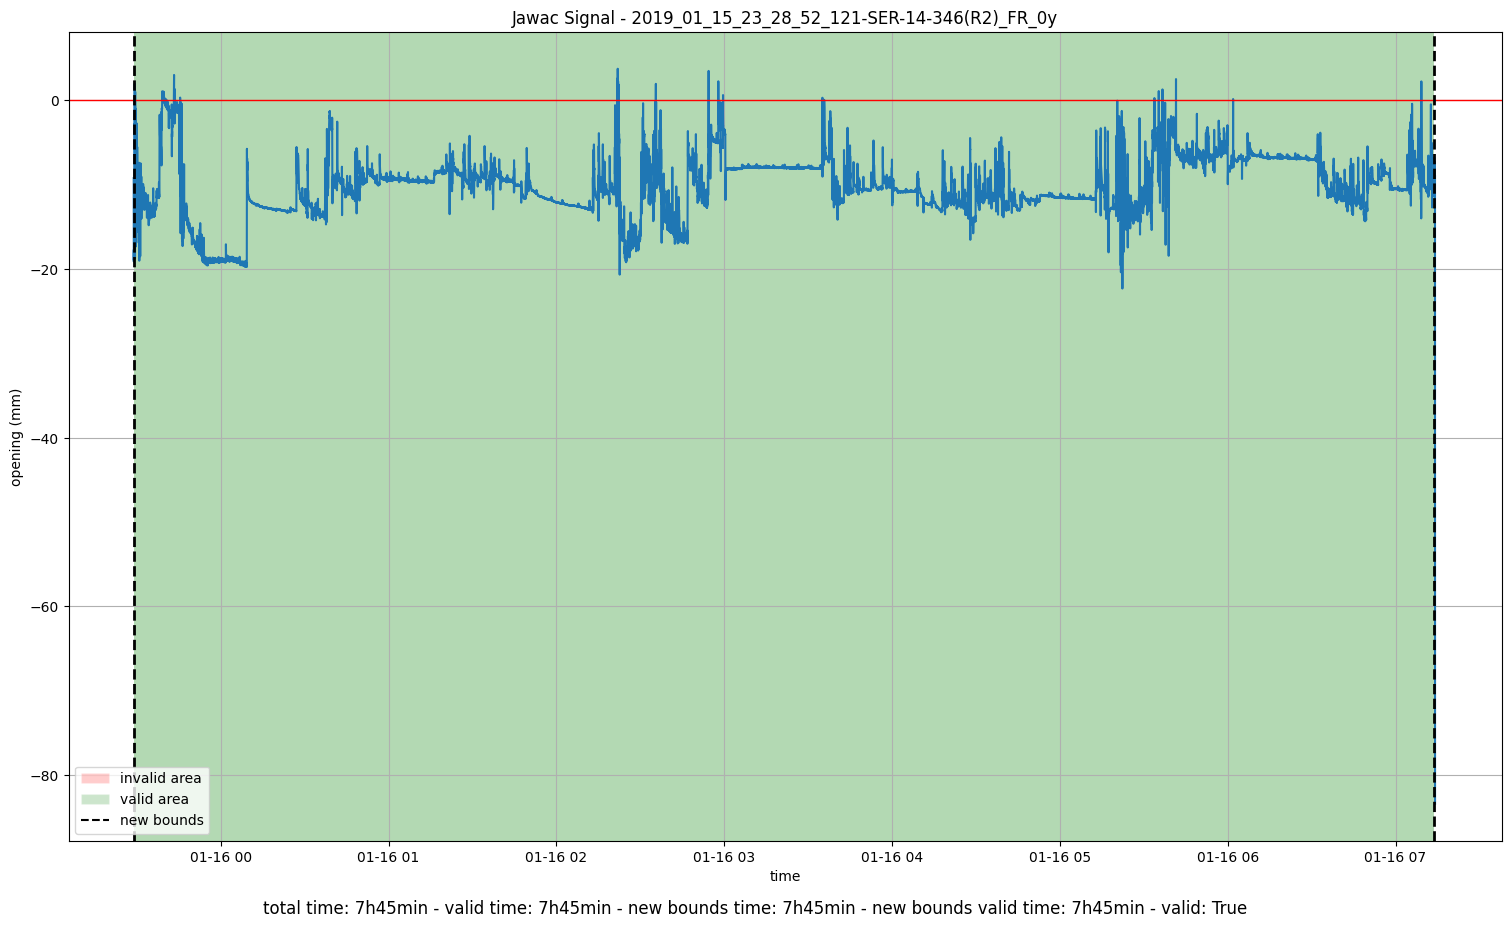 Jawac Signal - 2019_01_15_23_28_52_121-SER-14-346(R2)_FR_0y
opening (mm)
0
−20
−40
−60
−80
invalid area
valid area
new bounds
01-16 00 01-16 01 01-16 02 01-16 03 01-16 04 01-16 05 01-16 06 01-16 07
time
total time: 7h45min - valid time: 7h45min - new bounds time: 7h45min - new bounds valid time: 7h45min - valid: True